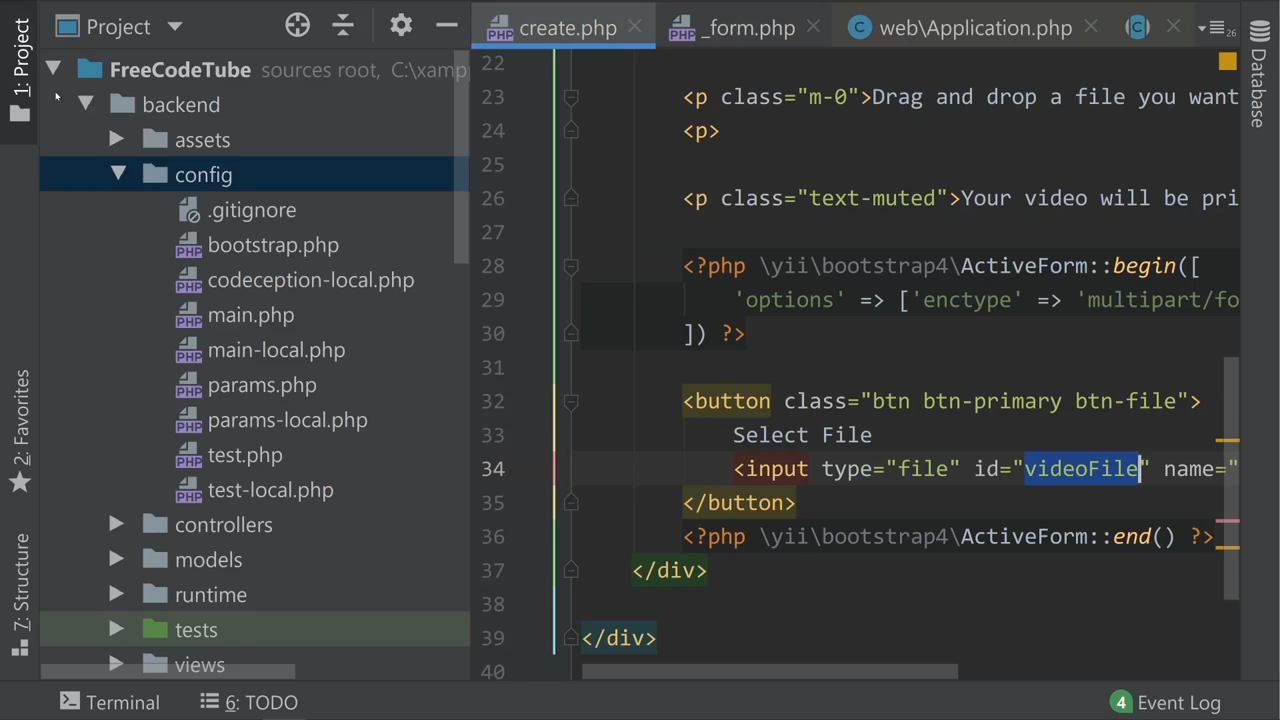 1: Project
2: Favorites
7: Structure
Project
FreeCodeTube sources root, C:\xamp
backend
assets
config
.gitignore
bootstrap.php
codeception-local.php
main.php
main-local.php
params.php
params-local.php
test.php
test-local.php
controllers
models
runtime
tests
views
create.php
_form.php
web\Application.php
C
26
22
23 <p class="m-0">Drag and drop a file you want
24 <p>
25
26 <p class="text-muted">Your video will be pri
27
28 <?php \yii\bootstrap4\ActiveForm::begin([
29 'options' => ['enctype' => 'multipart/fo
30 ]) ?>
31
32 <button class="btn btn-primary btn-file">
33 Select File
34 <input type="file" id="videoFile" name="
35 </button>
36 <?php \yii\bootstrap4\ActiveForm::end() ?>
37 </div>
38
39 </div>
40
Database
Terminal
6: TODO
4 Event Log